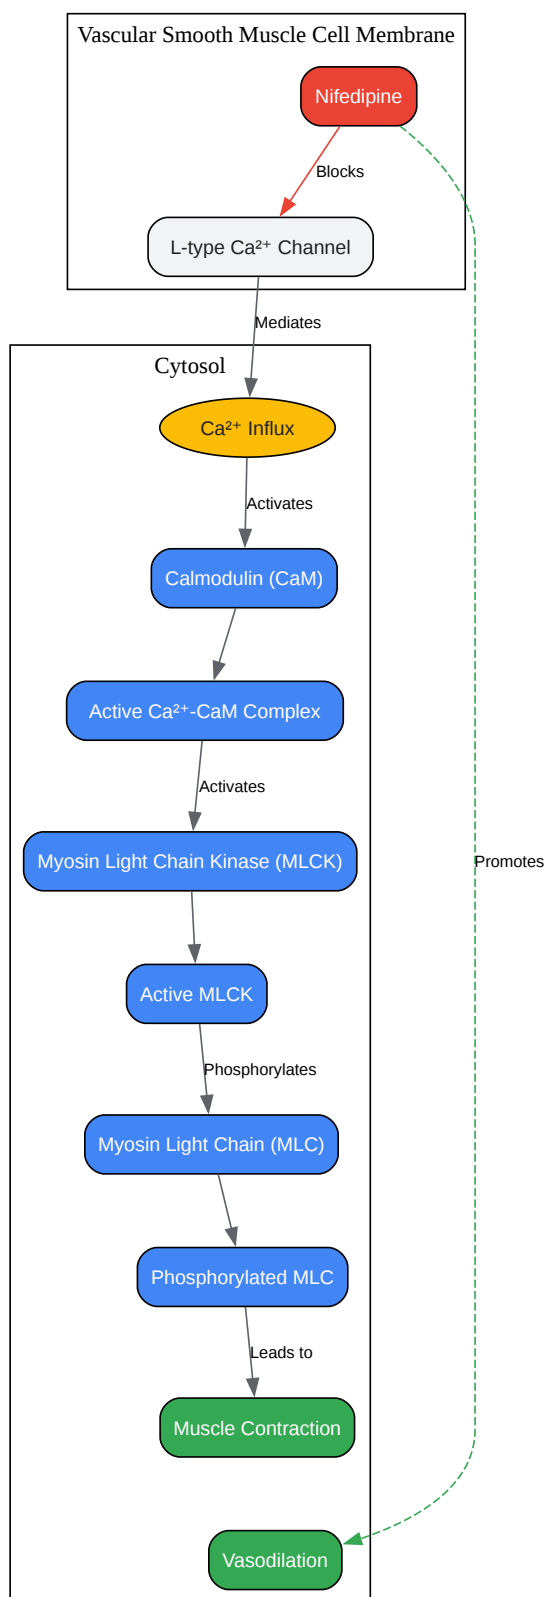 Vascular Smooth Muscle Cell Membrane
Nifedipine
Blocks
L-type Ca²⁺ Channel
Mediates
Cytosol
Ca²⁺ Influx
Activates
Calmodulin (CaM)
Active Ca²⁺-CaM Complex
Activates
Myosin Light Chain Kinase (MLCK)
Promotes
Active MLCK
Phosphorylates
Myosin Light Chain (MLC)
Phosphorylated MLC
Leads to
Muscle Contraction
Vasodilation